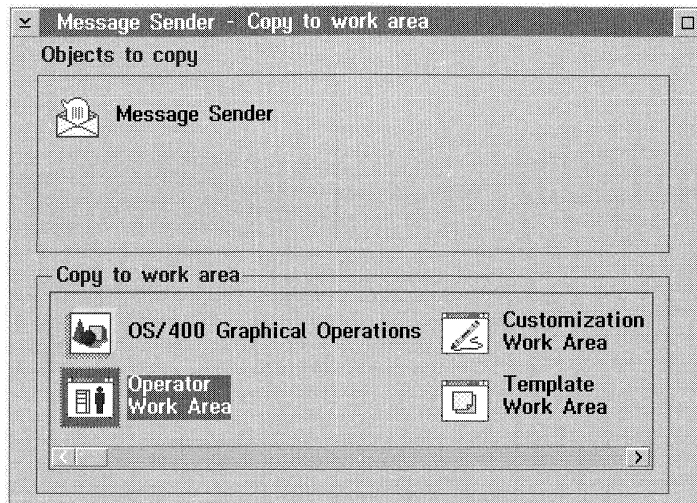 Message Sender - Copy to work area
Objects to copy
Message Sender
Copy to work area
OS/400 Graphical Operations
Customization
Work Area
Operator
Work Area
Template
Work Area